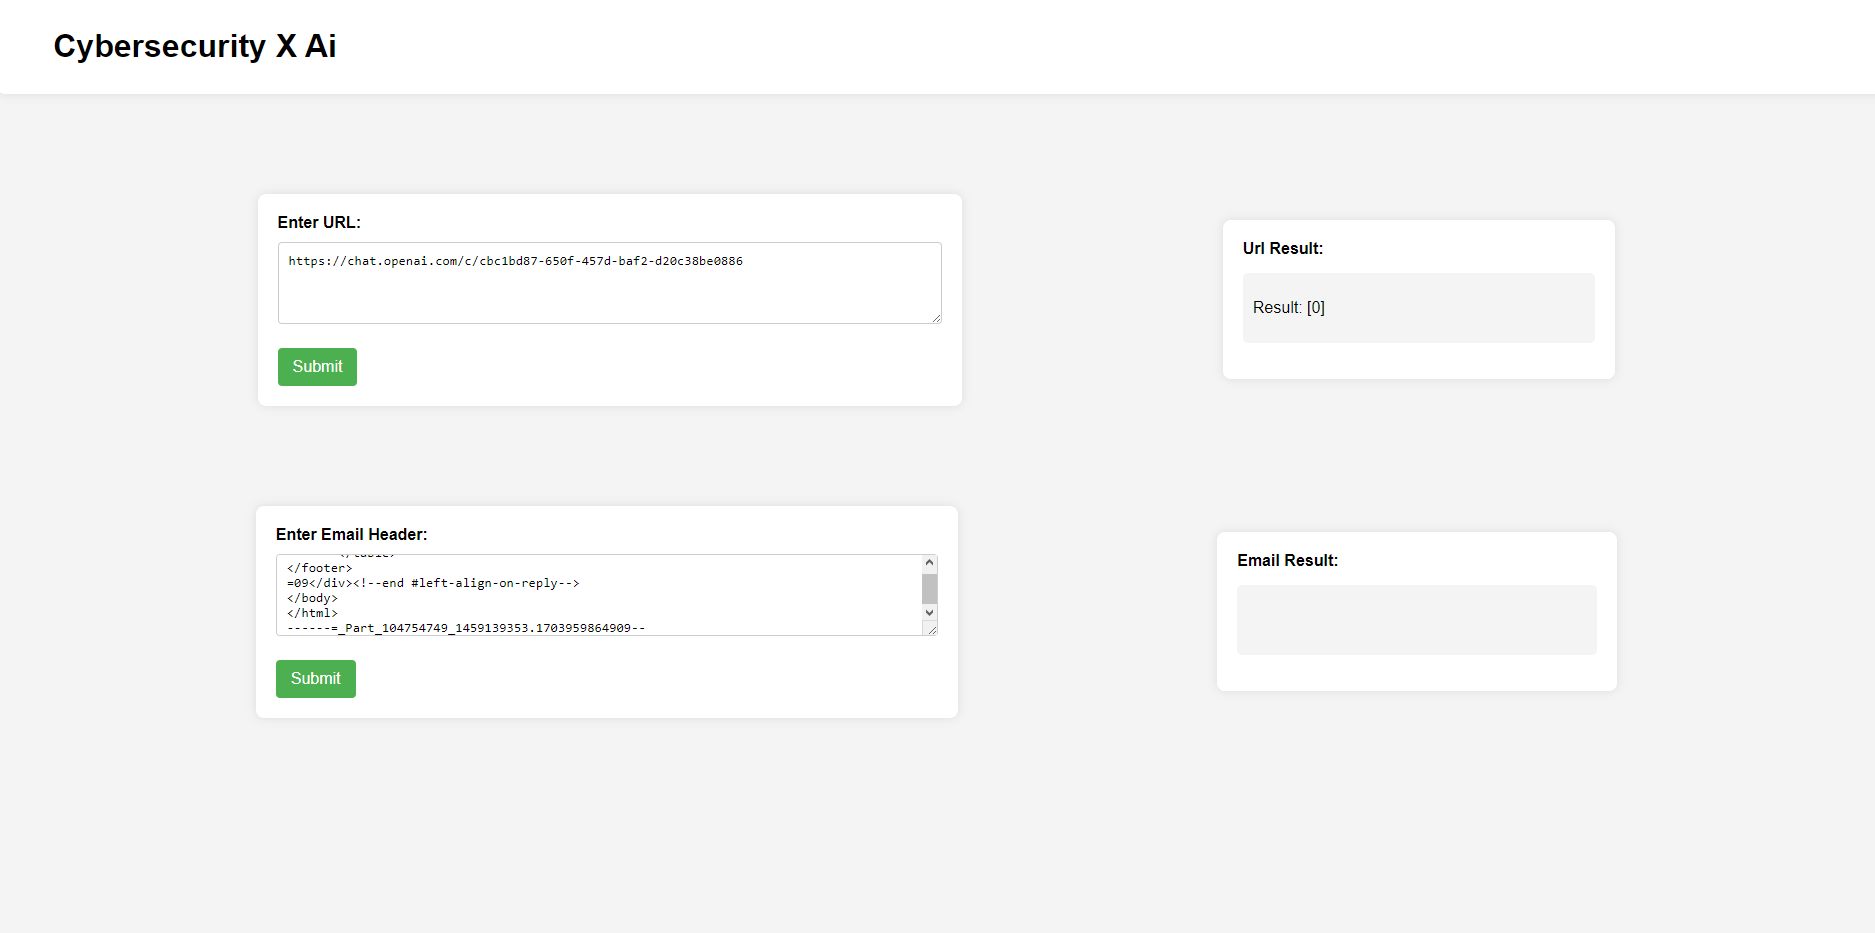 Cybersecurity X Ai
Enter URL:
https://chat.openai.com/c/cbc1bd87-650f-457d-baf2-d20c38be0886
Submit
Url Result:
Result: [0]
Enter Email Header:
</table>
</footer>
=09</div><!--end #left-align-on-reply-->
</body>
</html>
------=_Part_104754749_1459139353.1703959864909--
Submit
Email Result: